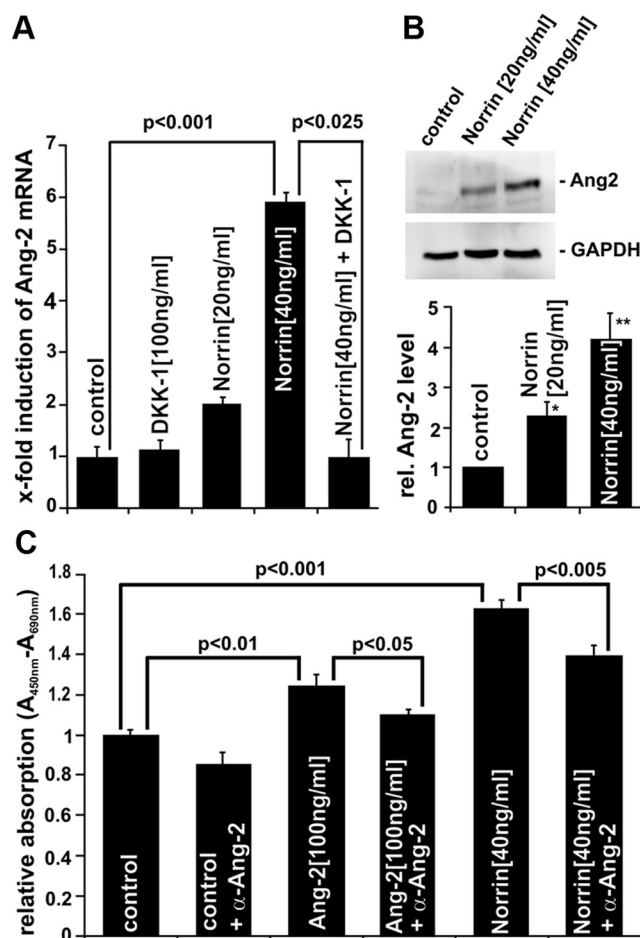 A
x-fold induction of Ang-2 mRNA
7
6
5
4
3
2
1
0
p<0.001
p<0.025
control
DKK-1[100ng/ml]
Norrin[20ng/ml]
Norrin[40ng/ml]
Norrin[40ng/ml] + DKK-1
B
control
Norrin [20ng/ml]
Norrin [40ng/ml]
- Ang2
- GAPDH
rel. Ang-2 level
5
4
3
2
1
0
control
Norrin
[20ng/ml]
*
Norrin[40ng/ml]
**
C
relative absorption (A450nm-A690nm)
1.8
1.6
1.4
1.2
1
0.8
0.6
0.4
0.2
0
p<0.001
p<0.005
p<0.01
p<0.05
control
control
+ α-Ang-2
Ang-2[100ng/ml]
Ang-2[100ng/ml]
+ α-Ang-2
Norrin[40ng/ml]
Norrin[40ng/ml]
+ α-Ang-2